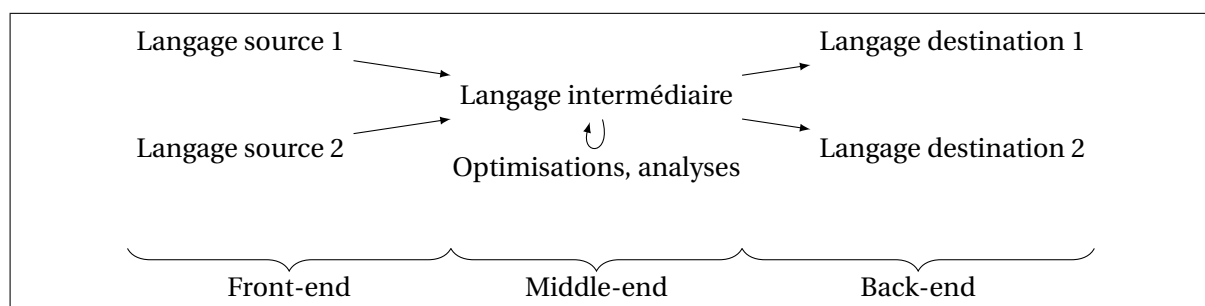 Langage source 1
Langage destination 1
Langage intermédiaire
Langage source 2
Langage destination 2
Optimisations, analyses
Front-end
Middle-end
Back-end